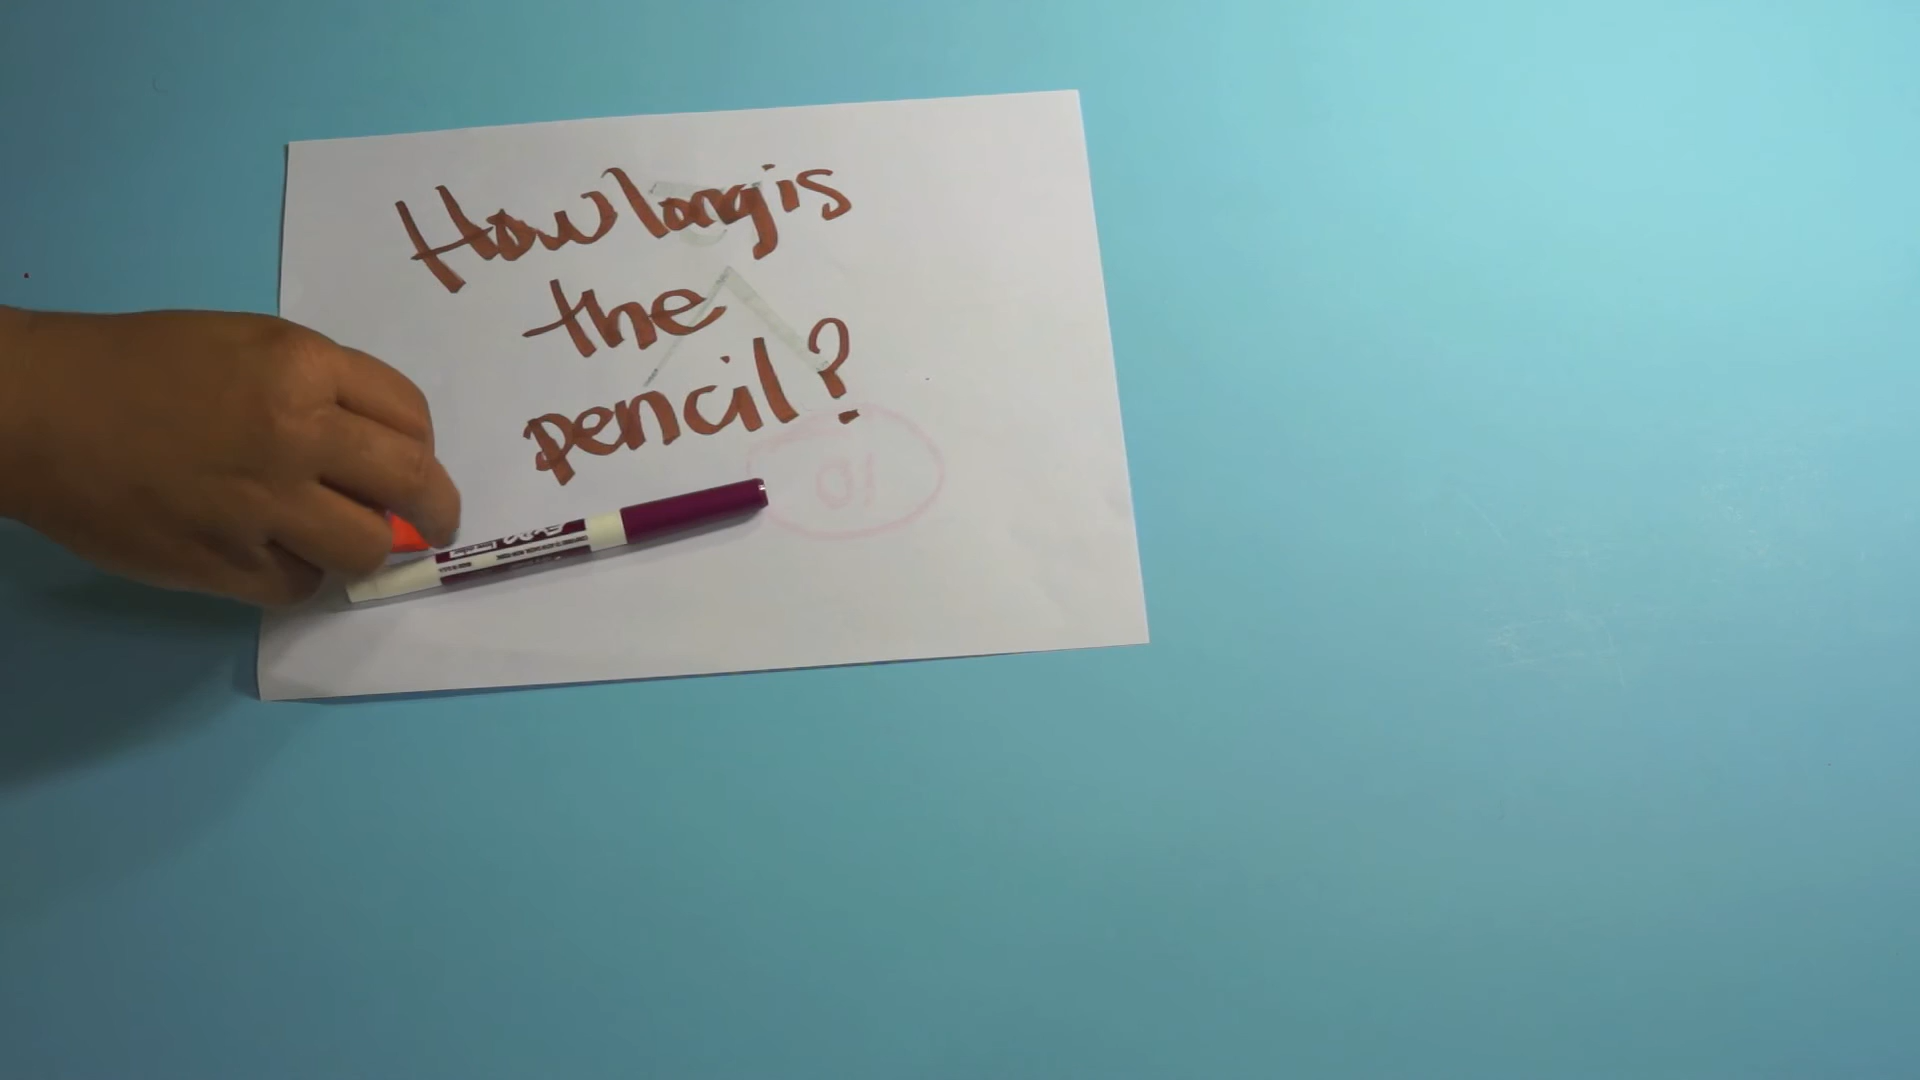 How long is
the
pencil?